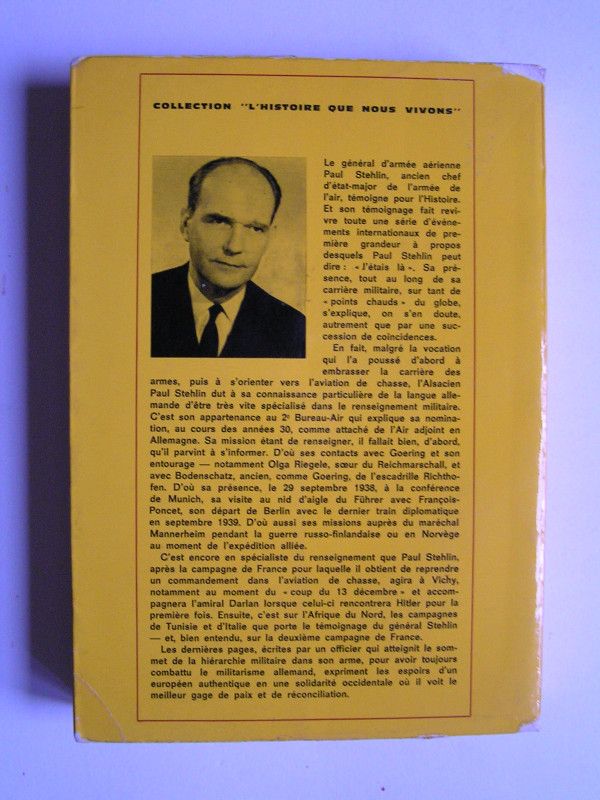 COLLECTION "L'HISTOIRE QUE NOUS VIVONS"
Le général d'armée aérienne
Paul Stehlin, ancien chef
d'état-major de l'armée de
l'air, témoigne pour l'Histoire.
Et son témoignage fait revi-
vre toute une série d'événe-
ments internationaux de pre-
mière grandeur à propos
desquels Paul Stehlin peut
dire : « J'étais là ». Sa pré-
sence, tout au long de sa
carrière militaire, sur tant de
« points chauds » du globe,
s'explique, on s'en doute,
autrement que par une suc-
cession de coïncidences.
En fait, malgré la vocation
qui l'a poussé d'abord à
embrasser la carrière des
armes, puis à s'orienter vers l'aviation de chasse, l'Alsacien
Paul Stehlin dut à sa connaissance particulière de la langue alle-
mande d'être très vite spécialisé dans le renseignement militaire.
C'est son appartenance au 2e Bureau-Air qui explique sa nomina-
tion, au cours des années 30, comme attaché de l'Air adjoint en
Allemagne. Sa mission étant de renseigner, il fallait bien, d'abord,
qu'il parvint à s'informer. D'où ses contacts avec Goering et son
entourage — notamment Olga Riegele, sœur du Reichmarschall, et
avec Bodenschatz, ancien, comme Goering, de l'escadrille Richtho-
fen. D'où sa présence, le 29 septembre 1938, à la conférence
de Munich, sa visite au nid d'aigle du Führer avec François-
Poncet, son départ de Berlin avec le dernier train diplomatique
en septembre 1939. D'où aussi ses missions auprès du maréchal
Mannerheim pendant la guerre russo-finlandaise ou en Norvège
au moment de l'expédition alliée.
C'est encore en spécialiste du renseignement que Paul Stehlin,
après la campagne de France pour laquelle il obtient de reprendre
un commandement dans l'aviation de chasse, agira à Vichy,
notamment au moment du « coup du 13 décembre » et accom-
pagnera l'amiral Darlan lorsque celui-ci rencontrera Hitler pour la
première fois. Ensuite, c'est sur l'Afrique du Nord, les campagnes
de Tunisie et d'Italie que porte le témoignage du général Stehlin
— et, bien entendu, sur la deuxième campagne de France.
Les dernières pages, écrites par un officier qui atteignit le som-
met de la hiérarchie militaire dans son arme, pour avoir toujours
combattu le militarisme allemand, expriment les espoirs d'un
européen authentique en une solidarité occidentale où il voit le
meilleur gage de paix et de réconciliation.